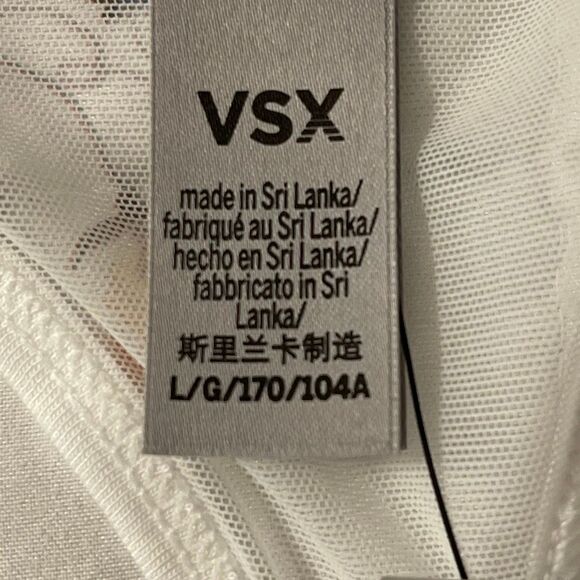 VSX
made in Sri Lanka/
fabriqué au Sri Lanka/
hecho en Sri Lanka/
fabbricato in Sri
Lanka/
斯里兰卡制造
L/G/170/104A